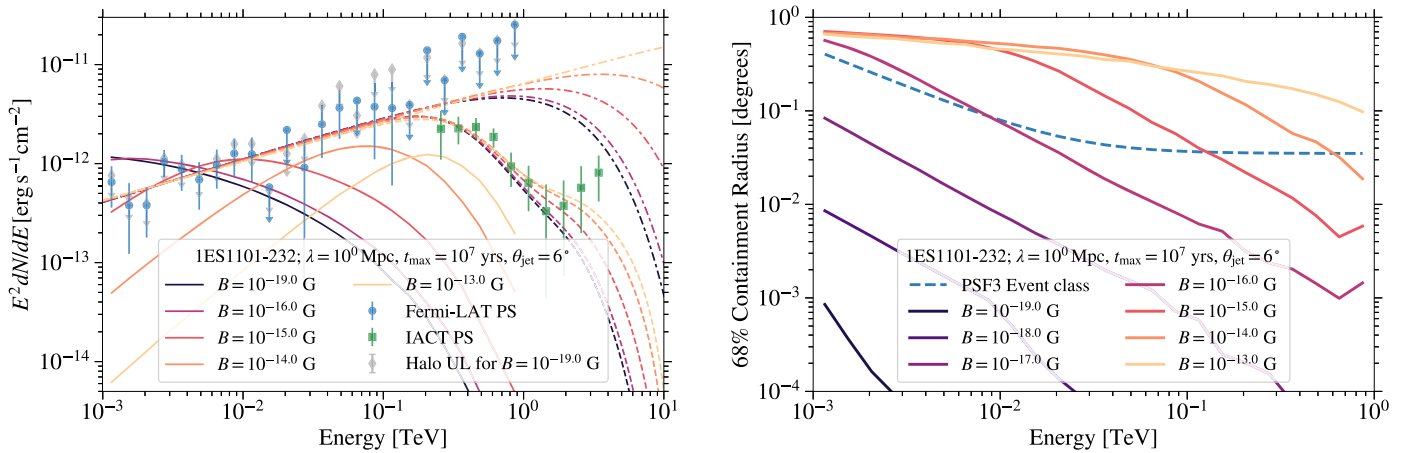 10⁻¹¹
10⁻¹²
10⁻¹³
10⁻¹⁴
E² dN/dE [erg s⁻¹ cm⁻²]
1ES1101-232; λ = 10⁰ Mpc, t_max = 10⁷ yrs, θ_jet = 6°
B = 10⁻¹⁹·⁰ G
B = 10⁻¹⁶·⁰ G
B = 10⁻¹⁵·⁰ G
B = 10⁻¹⁴·⁰ G
B = 10⁻¹³·⁰ G
Fermi-LAT PS
IACT PS
Halo UL for B = 10⁻¹⁹·⁰ G
10⁻³ 10⁻² 10⁻¹ 10⁰ 10¹
Energy [TeV]
10⁰
10⁻¹
10⁻²
10⁻³
10⁻⁴
68% Containment Radius [degrees]
1ES1101-232; λ = 10⁰ Mpc, t_max = 10⁷ yrs, θ_jet = 6°
PSF3 Event class
B = 10⁻¹⁹·⁰ G
B = 10⁻¹⁸·⁰ G
B = 10⁻¹⁷·⁰ G
B = 10⁻¹⁶·⁰ G
B = 10⁻¹⁵·⁰ G
B = 10⁻¹⁴·⁰ G
B = 10⁻¹³·⁰ G
10⁻³ 10⁻² 10⁻¹ 10⁰
Energy [TeV]